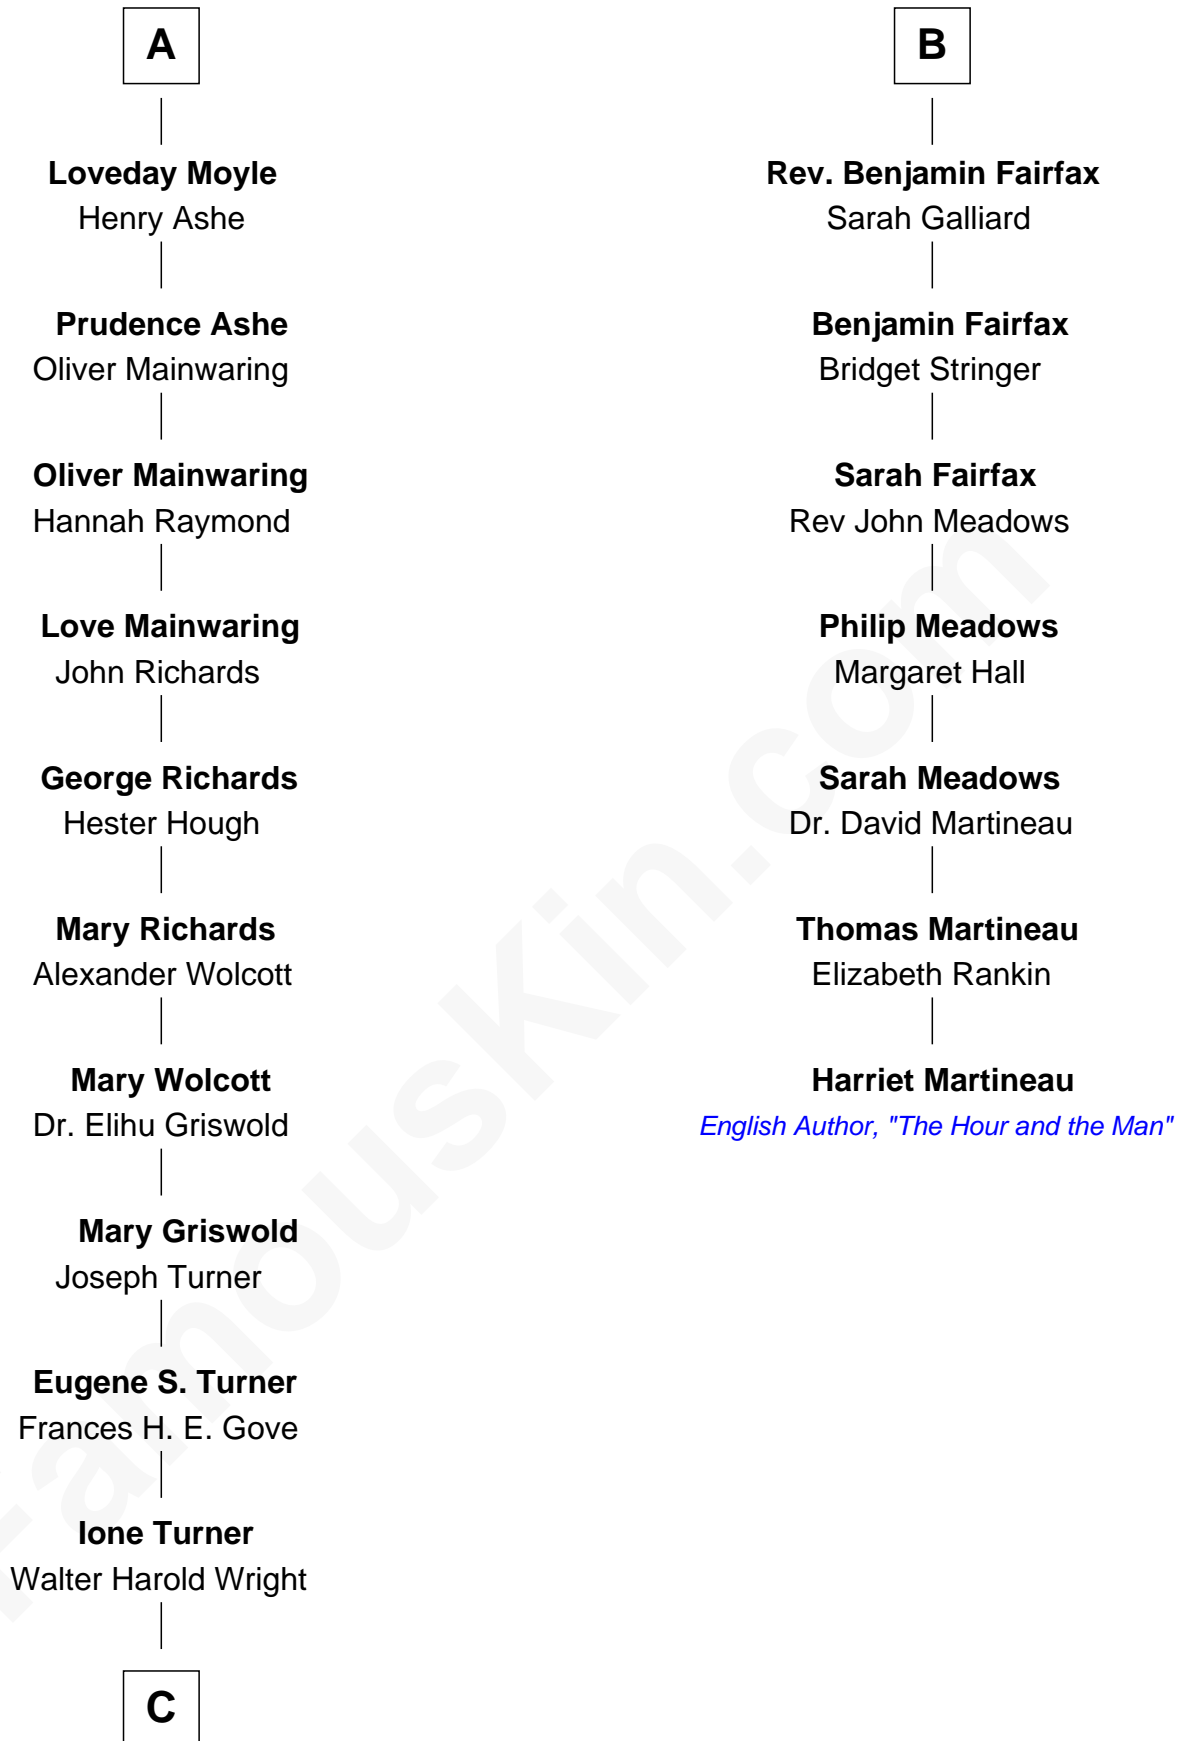 A
Loveday Moyle
Henry Ashe
Prudence Ashe
Oliver Mainwaring
Oliver Mainwaring
Hannah Raymond
Love Mainwaring
John Richards
George Richards
Hester Hough
Mary Richards
Alexander Wolcott
Mary Wolcott
Dr. Elihu Griswold
Mary Griswold
Joseph Turner
Eugene S. Turner
Frances H. E. Gove
Ione Turner
Walter Harold Wright
C
B
Rev. Benjamin Fairfax
Sarah Galliard
Benjamin Fairfax
Bridget Stringer
Sarah Fairfax
Rev John Meadows
Philip Meadows
Margaret Hall
Sarah Meadows
Dr. David Martineau
Thomas Martineau
Elizabeth Rankin
Harriet Martineau
English Author, "The Hour and the Man"
FamousKin.com